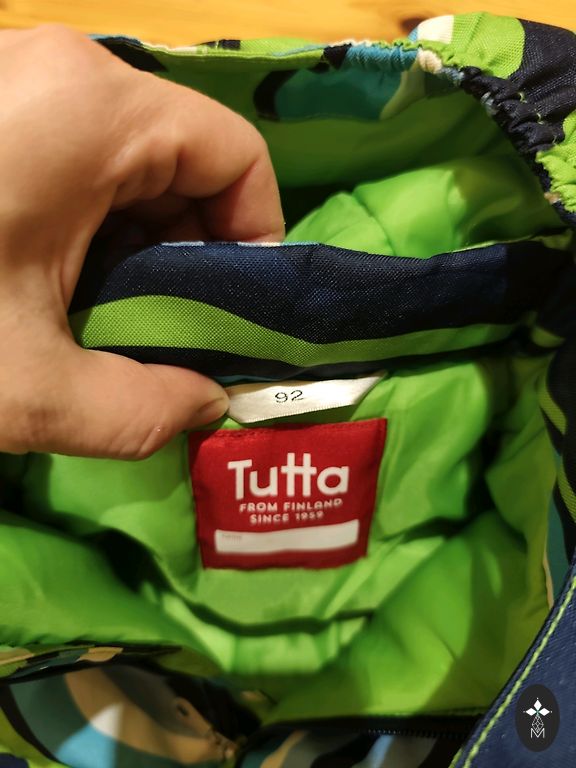 92
Tutta
FROM FINLAND
SINCE 1959